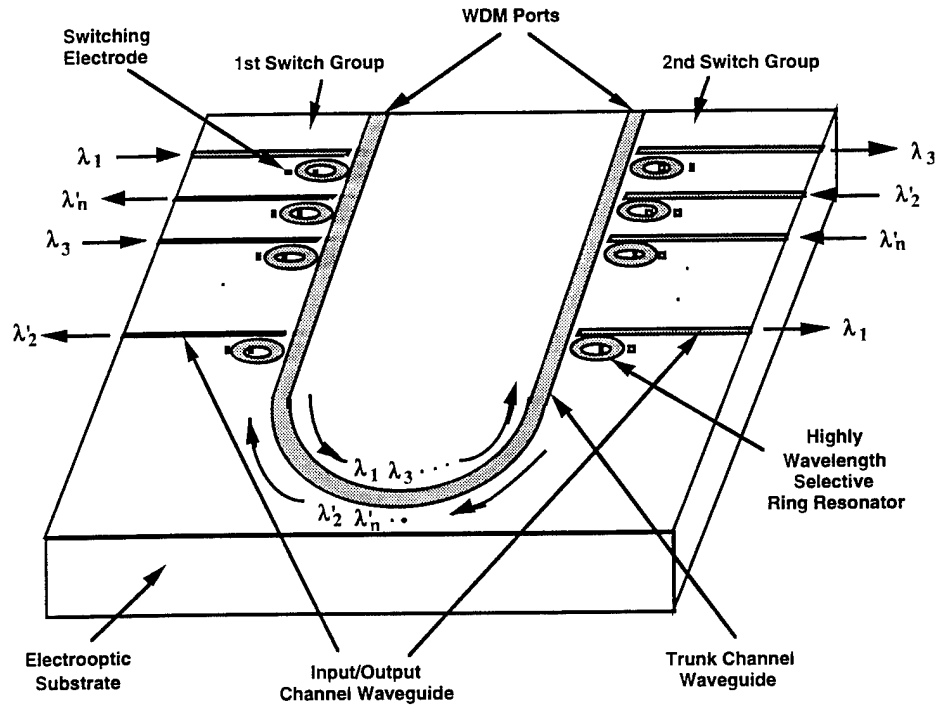 WDM Ports
Switching
Electrode
1st Switch Group
2nd Switch Group
λ1
λ3
λ'n
λ'2
λ3
λ'n
λ'2
λ1
λ1 λ3 · · ·
λ'2 λ'n · ·
Highly
Wavelength
Selective
Ring Resonator
Electrooptic
Substrate
Input/Output
Channel Waveguide
Trunk Channel
Waveguide